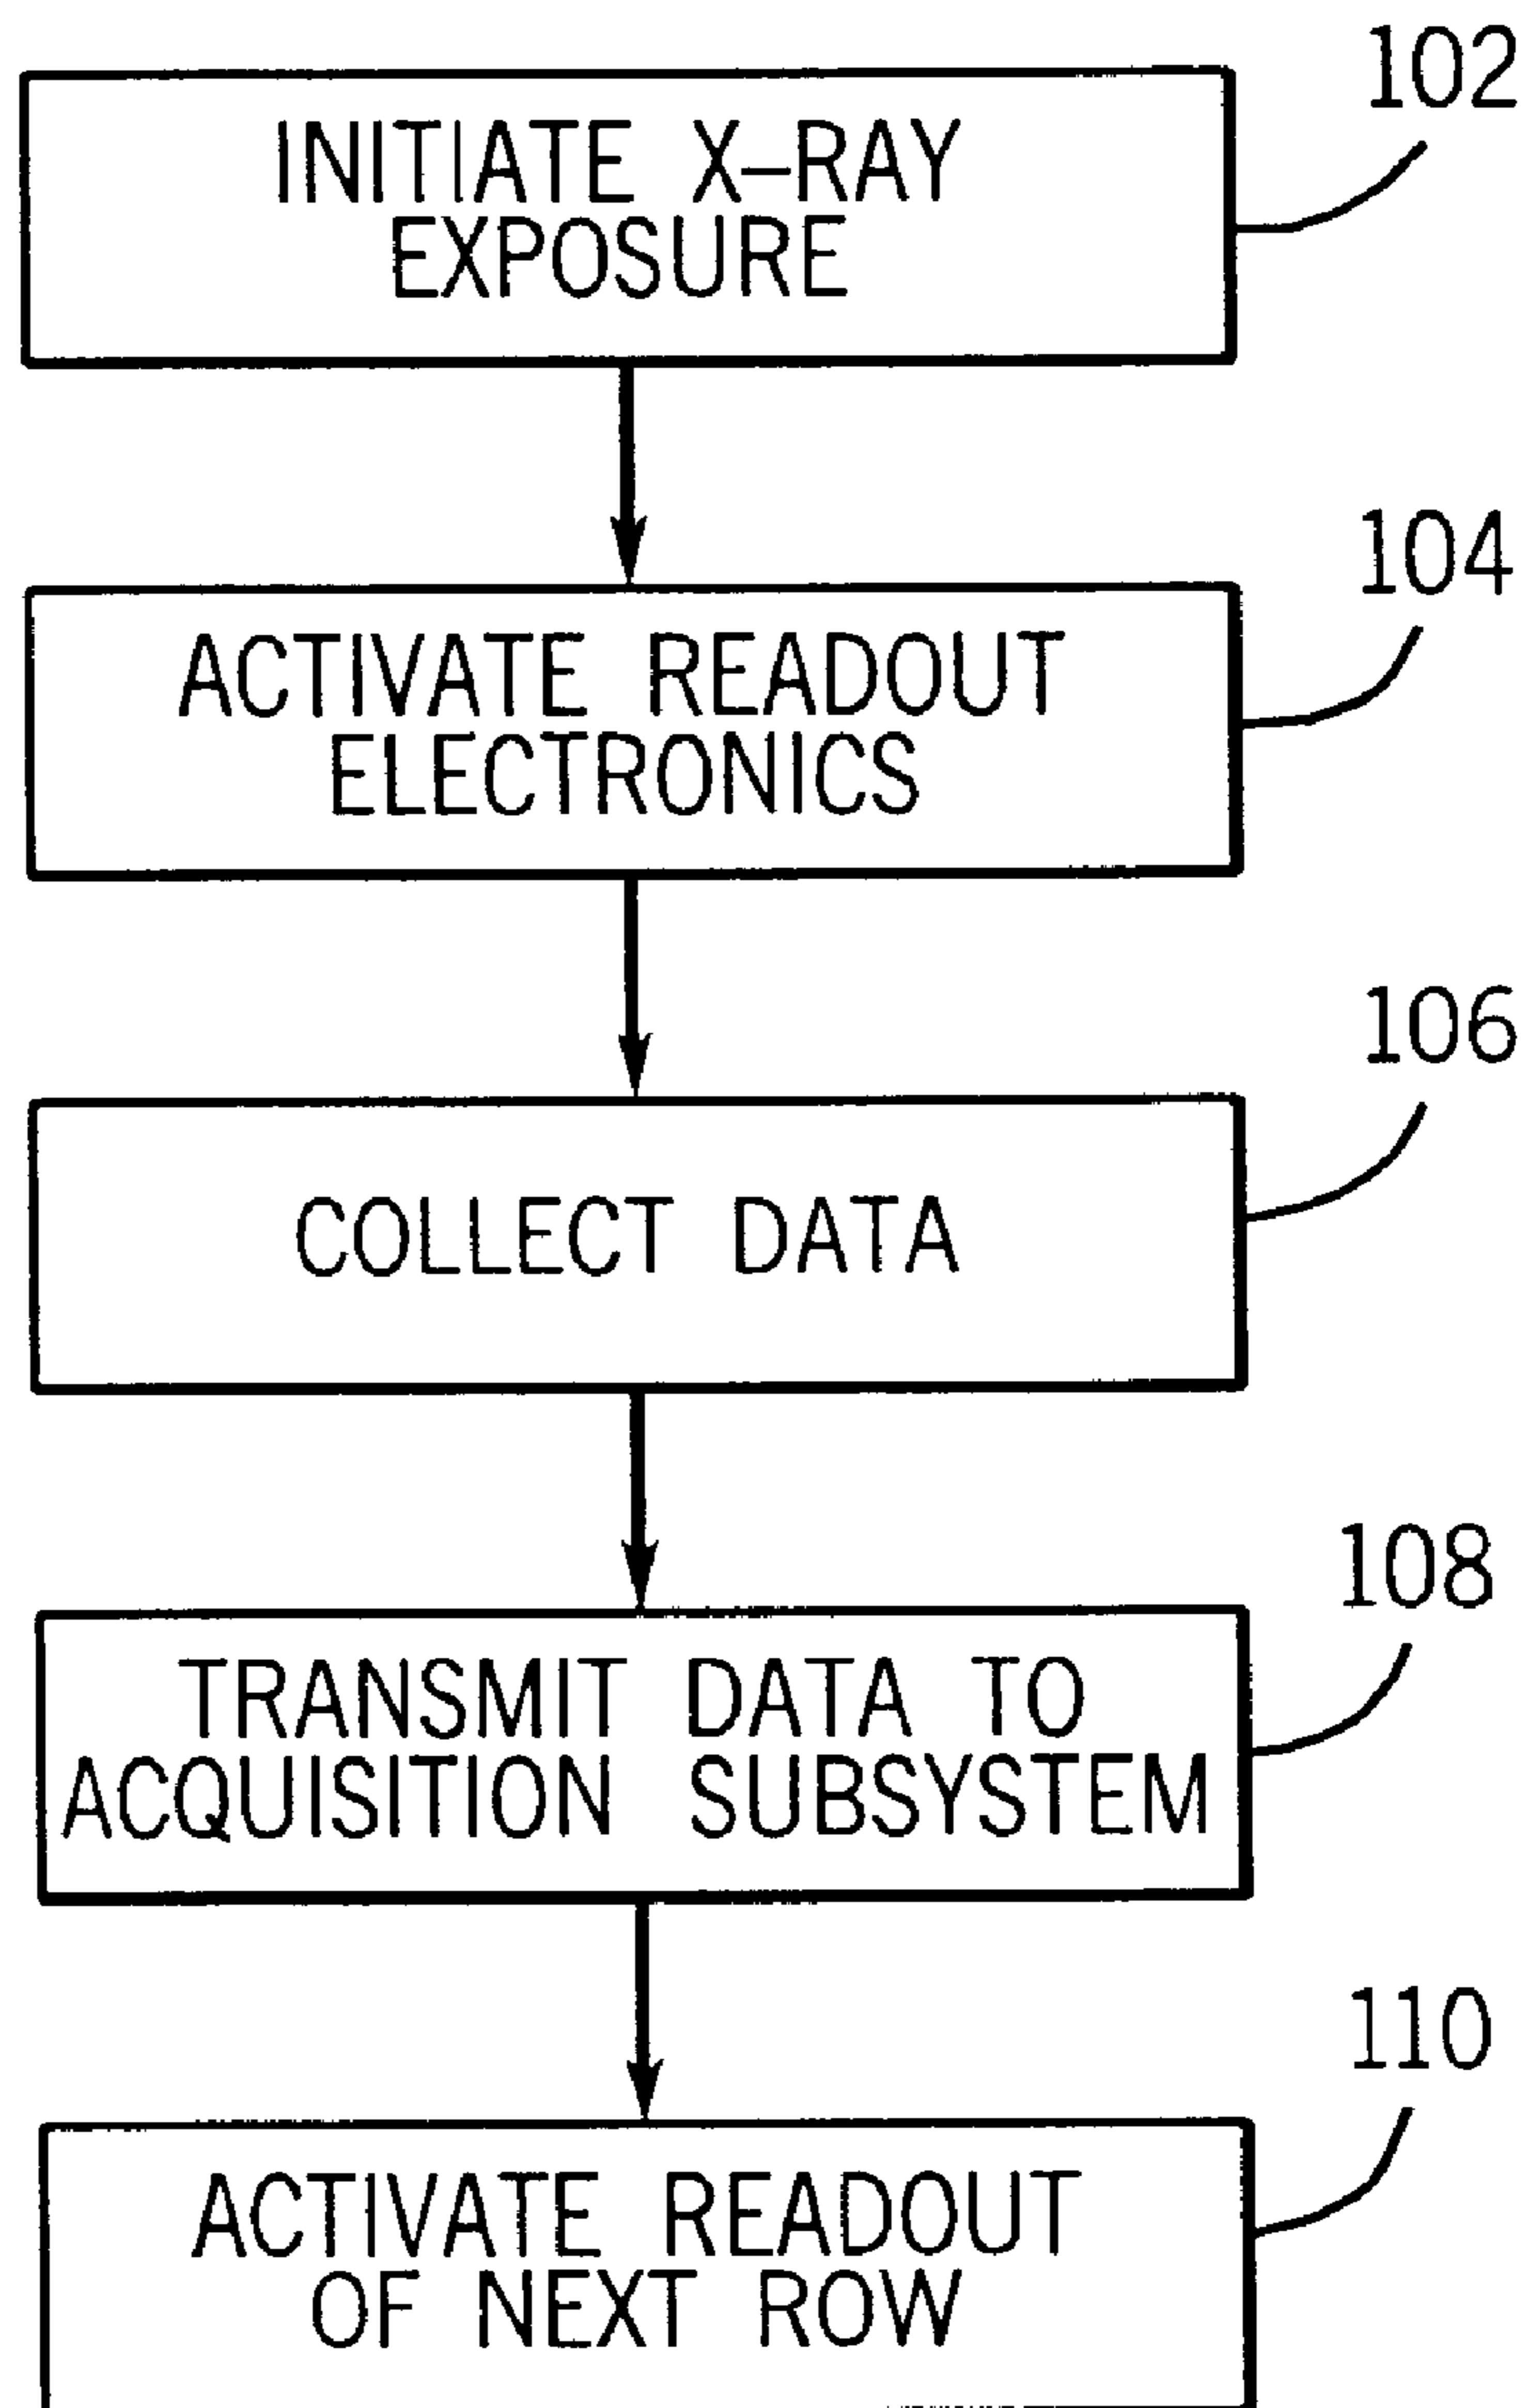 102
INITIATE X-RAY
EXPOSURE
104
ACTIVATE READOUT
ELECTRONICS
106
COLLECT DATA
108
TRANSMIT DATA TO
ACQUISITION SUBSYSTEM
110
ACTIVATE READOUT
OF NEXT ROW